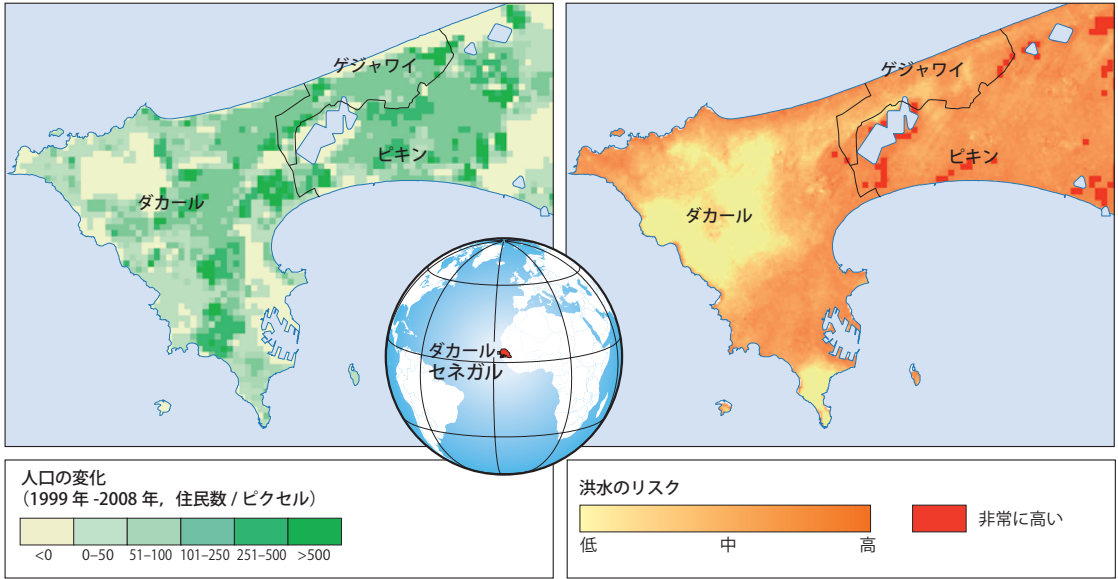 ゲジャワイ
ピキン
ダカール
ゲジャワイ
ピキン
ダカール
ダカール
セネガル
人口の変化
（1999 年 -2008 年，住民数 / ピクセル）
<0 0–50 51–100 101–250 251–500 >500
洪水のリスク
低 中 高
非常に高い